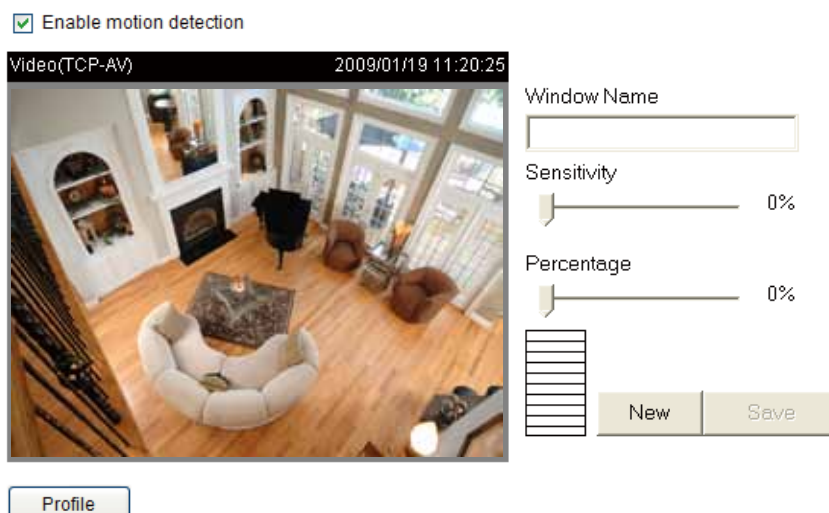 Enable motion detection
Video(TCP-AV) 2009/01/19 11:20:25
Window Name
Sensitivity
0%
Percentage
0%
New
Save
Profile